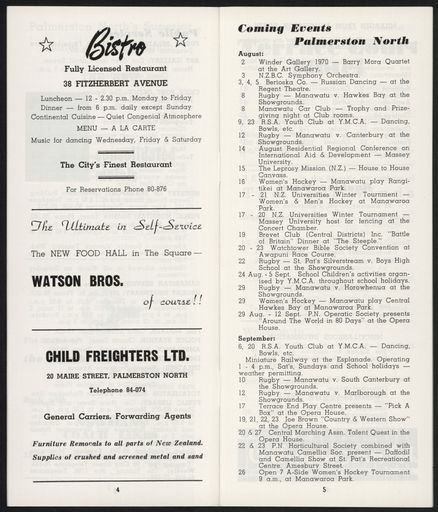 Bistro
Fully Licensed Restaurant
38 FITZHERBERT AVENUE
Luncheon — 12 - 2.30 p.m. Monday to Friday
Dinner — from 6 p.m. daily except Sunday
Continental Cuisine — Quiet Congenial Atmosphere
MENU — A LA CARTE
Music for dancing Wednesday, Friday & Saturday
The City's Finest Restaurant
For Reservations Phone 80-876
The Ultimate in Self-Service
The NEW FOOD HALL in The Square —
WATSON BROS.
of course!!
CHILD FREIGHTERS LTD.
20 MAIRE STREET, PALMERSTON NORTH
Telephone 84-074
General Carriers, Forwarding Agents
Furniture Removals to all parts of New Zealand.
Supplies of crushed and screened metal and sand
4
Coming Events
Palmerston North
August:
2 Winder Gallery 1970 — Barry Mora Quartet
at the Art Gallery.
3 N.Z.B.C. Symphony Orchestra.
3, 4, 5 Berioska Co. — Russian Dancing — at the
Regent Theatre.
8 Rugby — Manawatu v. Hawkes Bay at the
Showgrounds.
8 Manawatu Car Club — Trophy and Prize-
giving night at Club rooms.
9, 23 R.S.A. Youth Club at Y.M.C.A. — Dancing,
Bowls, etc.
12 Rugby — Manawatu v. Canterbury at the
Showgrounds.
14 August Residential Regional Conference on
International Aid & Development — Massey
University.
15 The Leprosy Mission (N.Z.) — House to House
Canvass.
16 Women's Hockey — Manawatu play Rangi-
tikei at Manawaroa Park.
17 - 21 N.Z. Universities Winter Tournament —
Women's & Men's Hockey at Manawaroa
Park.
17 - 20 N.Z. Universities Winter Tournament —
Massey University host for fencing at the
Concert Chamber.
19 Brevet Club (Central Districts) Inc. "Battle
of Britain" Dinner at "The Steeple."
20 - 23 Watchtower Bible Society Convention at
Awapuni Race Course.
22 Rugby — St. Pat's Silverstream v. Boys High
School at the Showgrounds.
24 Aug. - 5 Sept. School Children's activities organ-
ised by Y.M.C.A. throughout school holidays.
29 Rugby — Manawatu v. Horowhenua at the
Showgrounds.
29 Women's Hockey — Manawatu play Central
Hawkes Bay at Manawaroa Park.
29 Aug. - 12 Sept. P.N. Operatic Society presents
"Around The World in 80 Days" at the Opera
House.
September:
6, 20 R.S.A. Youth Club at Y.M.C.A. — Dancing,
Bowls, etc.
Miniature Railway at the Esplanade. Operating
1 - 4 p.m., Sat's, Sundays and School holidays —
weather permitting.
10 Rugby — Manawatu v. South Canterbury at
the Showgrounds.
12 Rugby — Manawatu v. Marlborough at the
Showgrounds.
17 Terrace End Play Centre presents — "Pick A
Box" at the Opera House.
19, 21, 22, 23 Joe Brown "Country & Western Show"
at the Opera House.
20 & 27 Central Marching Assn. Talent Quest in the
Opera House.
22 & 23 P.N. Horticultural Society combined with
Manawatu Camellia Soc. present — Daffodil
and Camellia Show at St. Pat's Recreational
Centre, Amesbury Street.
26 Open 7 A-Side Women's Hockey Tournament
9 a.m., at Manawaroa Park.
5